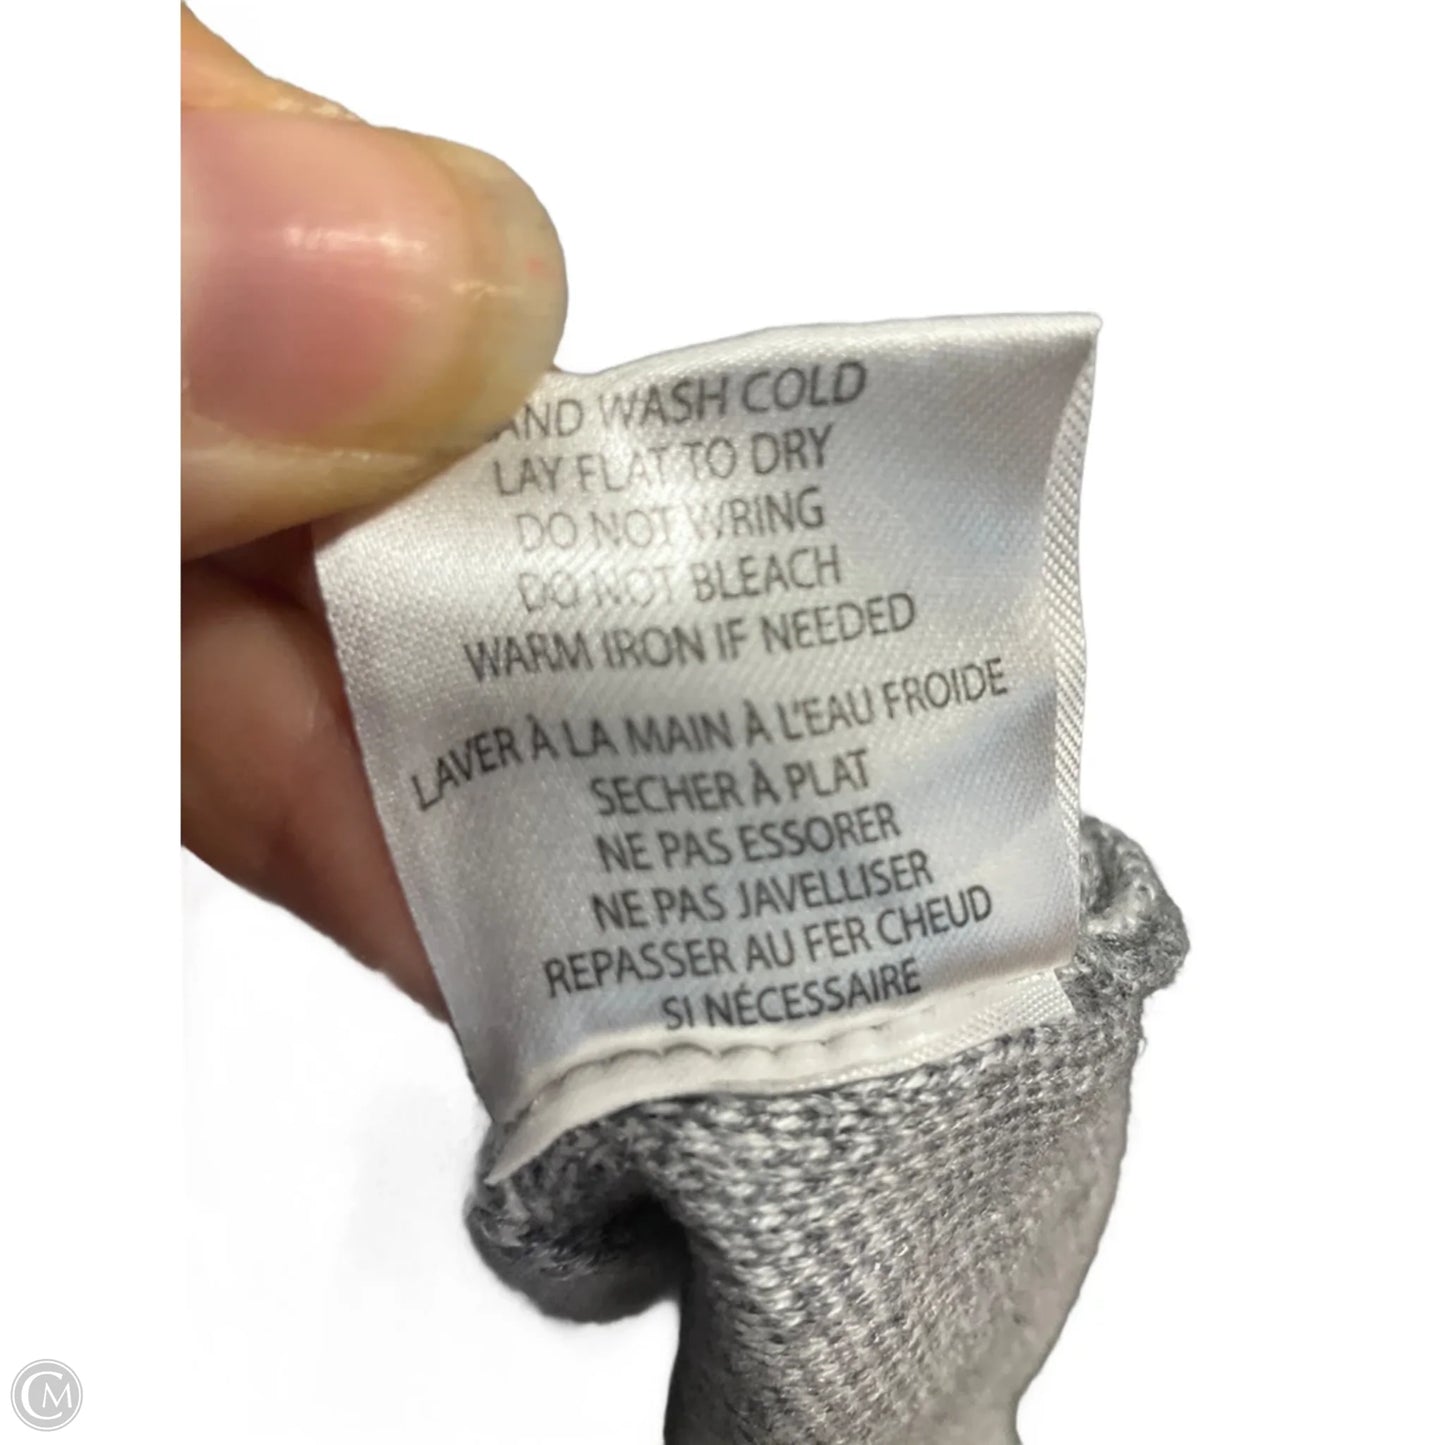 AND WASH COLD
LAY FLAT TO DRY
DO NOT WRING
DO NOT BLEACH
WARM IRON IF NEEDED
LAVER À LA MAIN À L'EAU FROIDE
SECHER À PLAT
NE PAS ESSORER
NE PAS JAVELLISER
REPASSER AU FER CHEUD
SI NÉCESSAIRE
CM